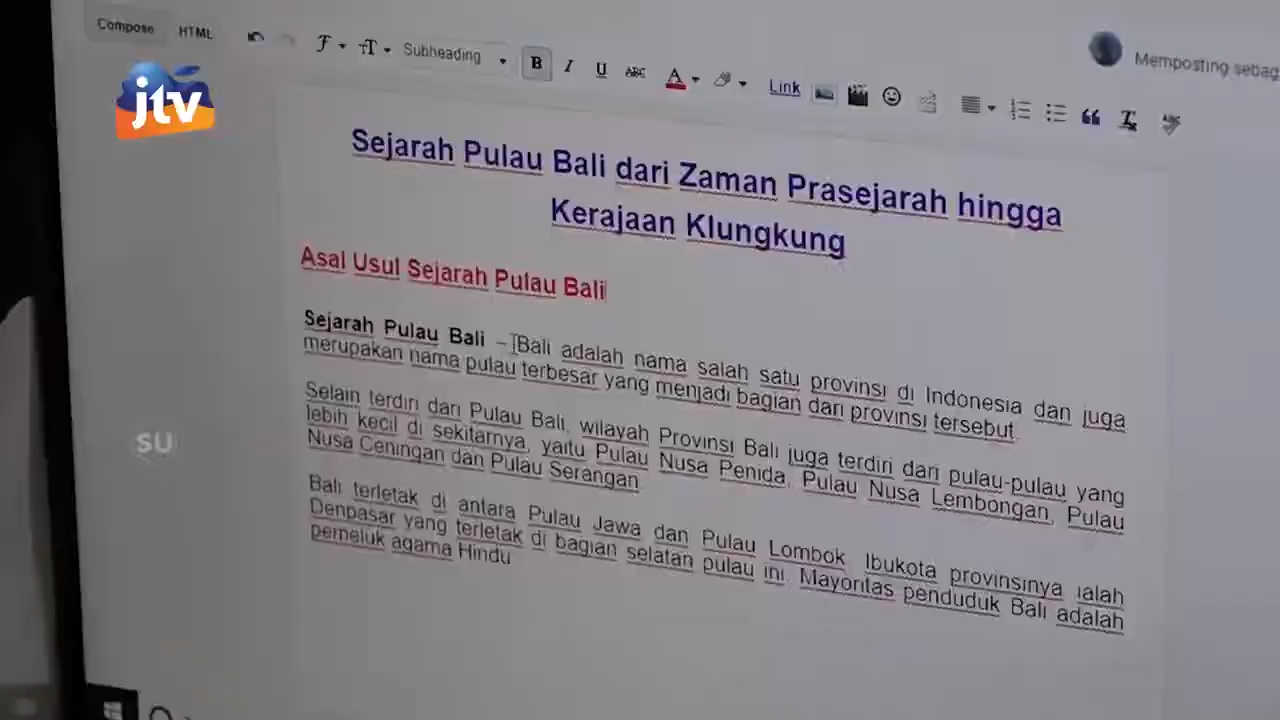 Compose HTML Subheading B I U ABC A Link Memposting sebag
jtv
Sejarah Pulau Bali dari Zaman Prasejarah hingga
Kerajaan Klungkung
Asal Usul Sejarah Pulau Bali
Sejarah Pulau Bali – Bali adalah nama salah satu provinsi di Indonesia dan juga
merupakan nama pulau terbesar yang menjadi bagian dari provinsi tersebut.
Selain terdiri dari Pulau Bali, wilayah Provinsi Bali juga terdiri dari pulau-pulau yang
lebih kecil di sekitarnya, yaitu Pulau Nusa Penida, Pulau Nusa Lembongan, Pulau
Nusa Ceningan dan Pulau Serangan
SU
Bali terletak di antara Pulau Jawa dan Pulau Lombok. Ibukota provinsinya ialah
Denpasar yang terletak di bagian selatan pulau ini. Mayoritas penduduk Bali adalah
pemeluk agama Hindu